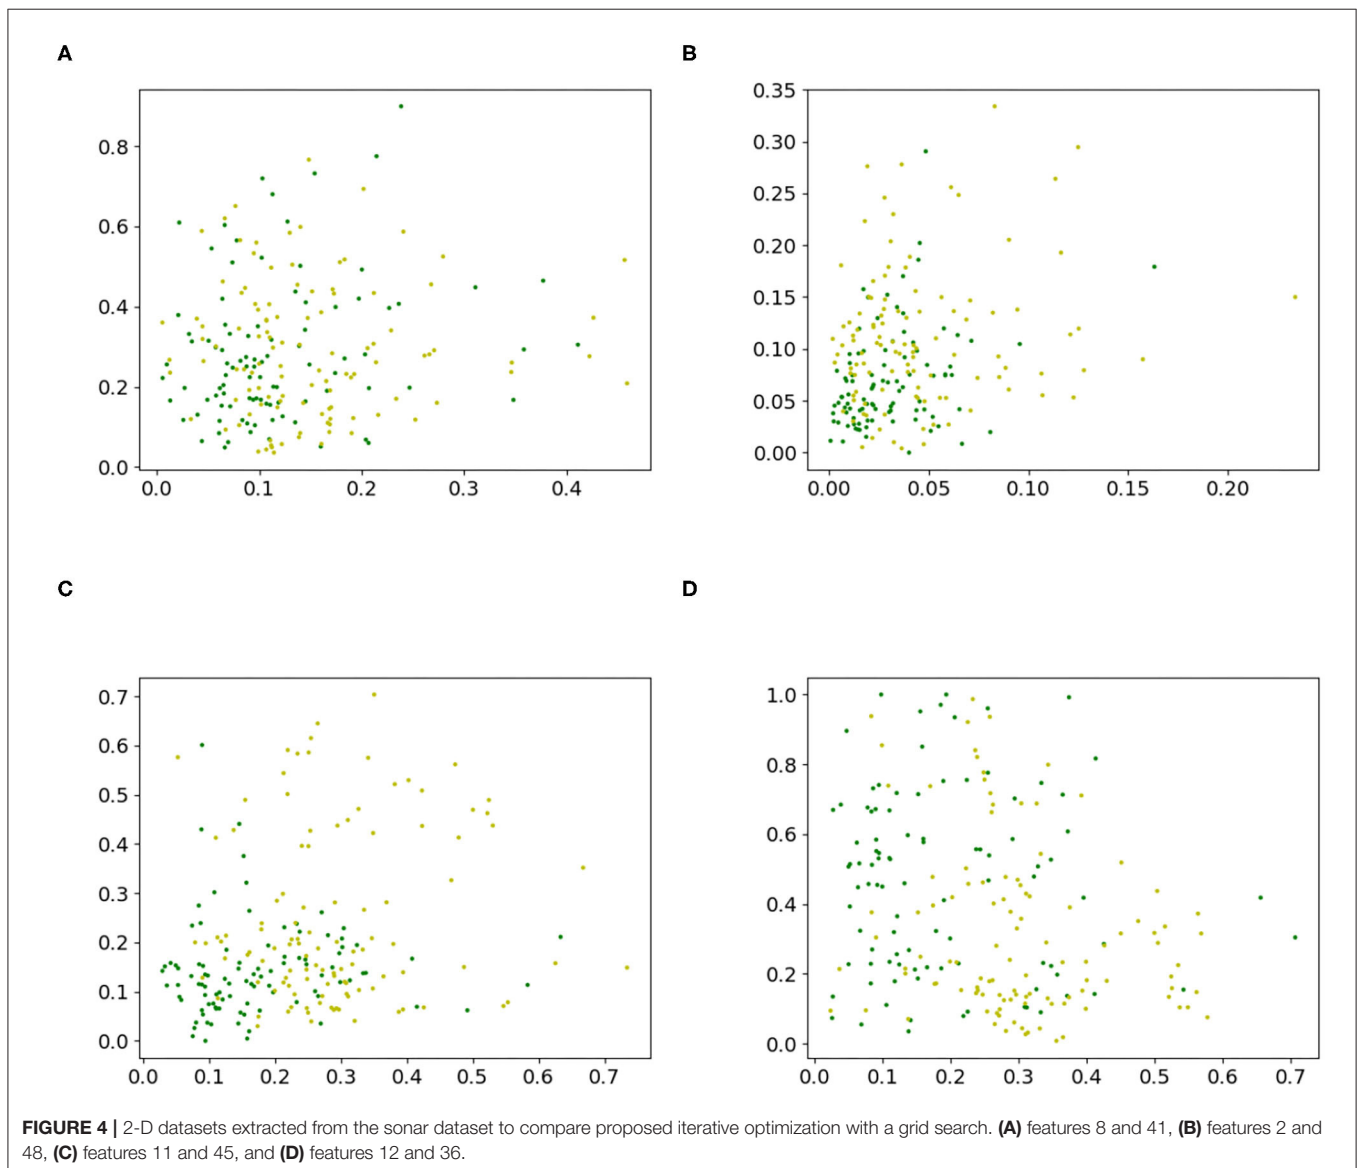 A
B
0.8
0.6
0.4
0.2
0.0
0.0 0.1 0.2 0.3 0.4
0.35
0.30
0.25
0.20
0.15
0.10
0.05
0.00
0.00 0.05 0.10 0.15 0.20
C
D
0.7
0.6
0.5
0.4
0.3
0.2
0.1
0.0
0.0 0.1 0.2 0.3 0.4 0.5 0.6 0.7
1.0
0.8
0.6
0.4
0.2
0.0
0.0 0.1 0.2 0.3 0.4 0.5 0.6 0.7
FIGURE 4 | 2-D datasets extracted from the sonar dataset to compare proposed iterative optimization with a grid search. (A) features 8 and 41, (B) features 2 and
48, (C) features 11 and 45, and (D) features 12 and 36.